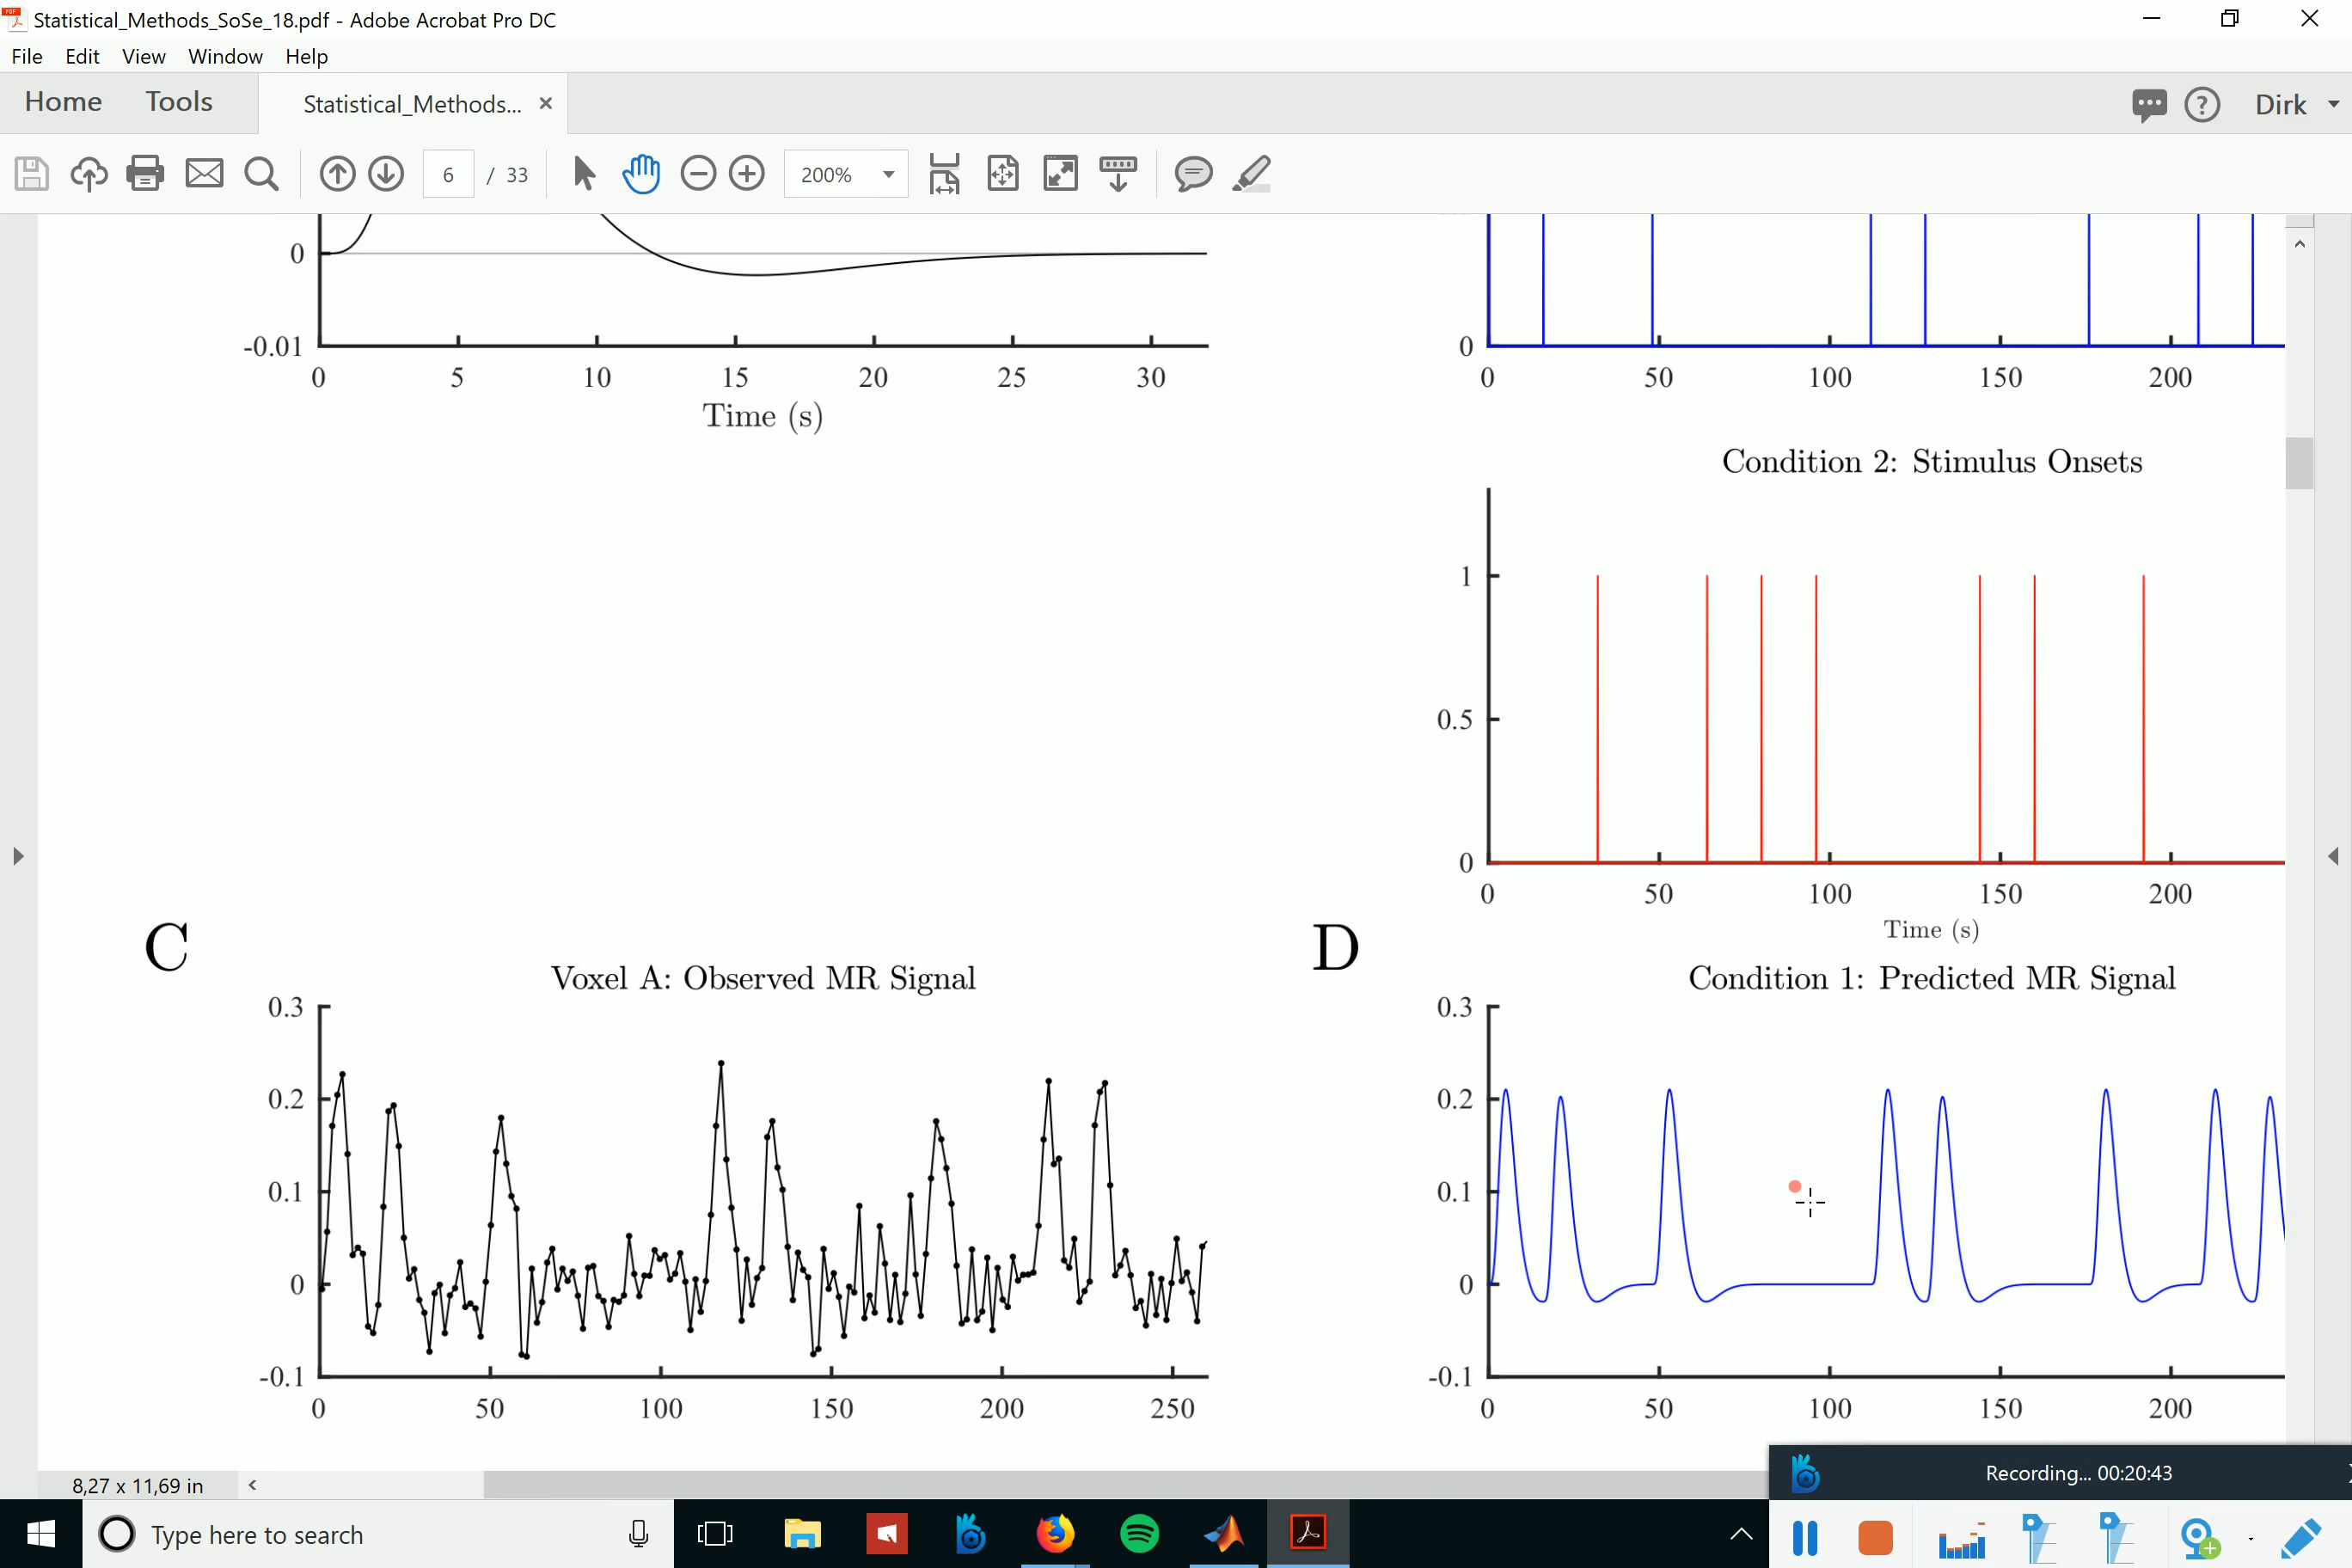 Statistical_Methods_SoSe_18.pdf - Adobe Acrobat Pro DC
File Edit View Window Help
Home Tools Statistical_Methods... × Dirk
6 / 33 200%
0
-0.01
0 5 10 15 20 25 30
Time (s)
0
0 50 100 150 200
Condition 2: Stimulus Onsets
1
0.5
0
0 50 100 150 200
Time (s)
C
Voxel A: Observed MR Signal
0.3
0.2
0.1
0
-0.1
0 50 100 150 200 250
D
Condition 1: Predicted MR Signal
0.3
0.2
0.1
0
-0.1
0 50 100 150 200
8,27 x 11,69 in
Recording... 00:20:43
Type here to search